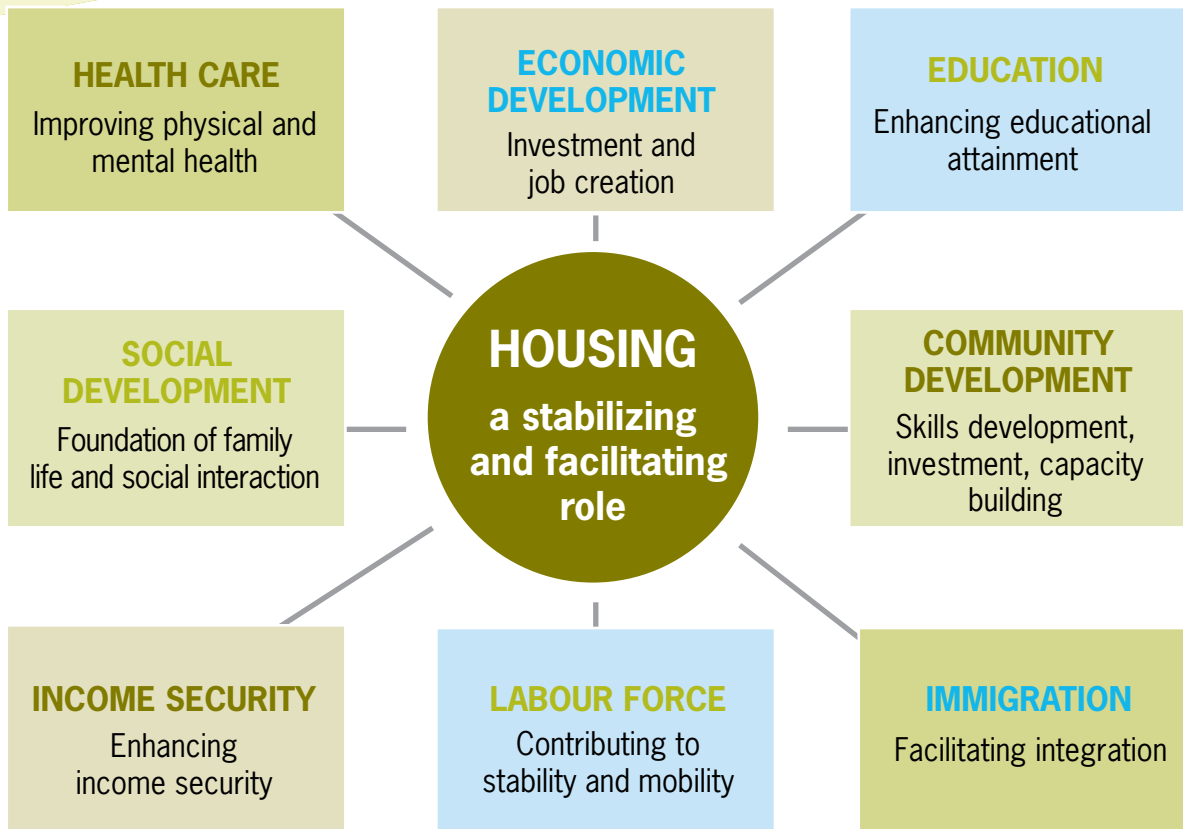 HEALTH CARE
Improving physical and
mental health
ECONOMIC
DEVELOPMENT
Investment and
job creation
EDUCATION
Enhancing educational
attainment
SOCIAL
DEVELOPMENT
Foundation of family
life and social interaction
HOUSING
a stabilizing
and facilitating
role
COMMUNITY
DEVELOPMENT
Skills development,
investment, capacity
building
INCOME SECURITY
Enhancing
income security
LABOUR FORCE
Contributing to
stability and mobility
IMMIGRATION
Facilitating integration